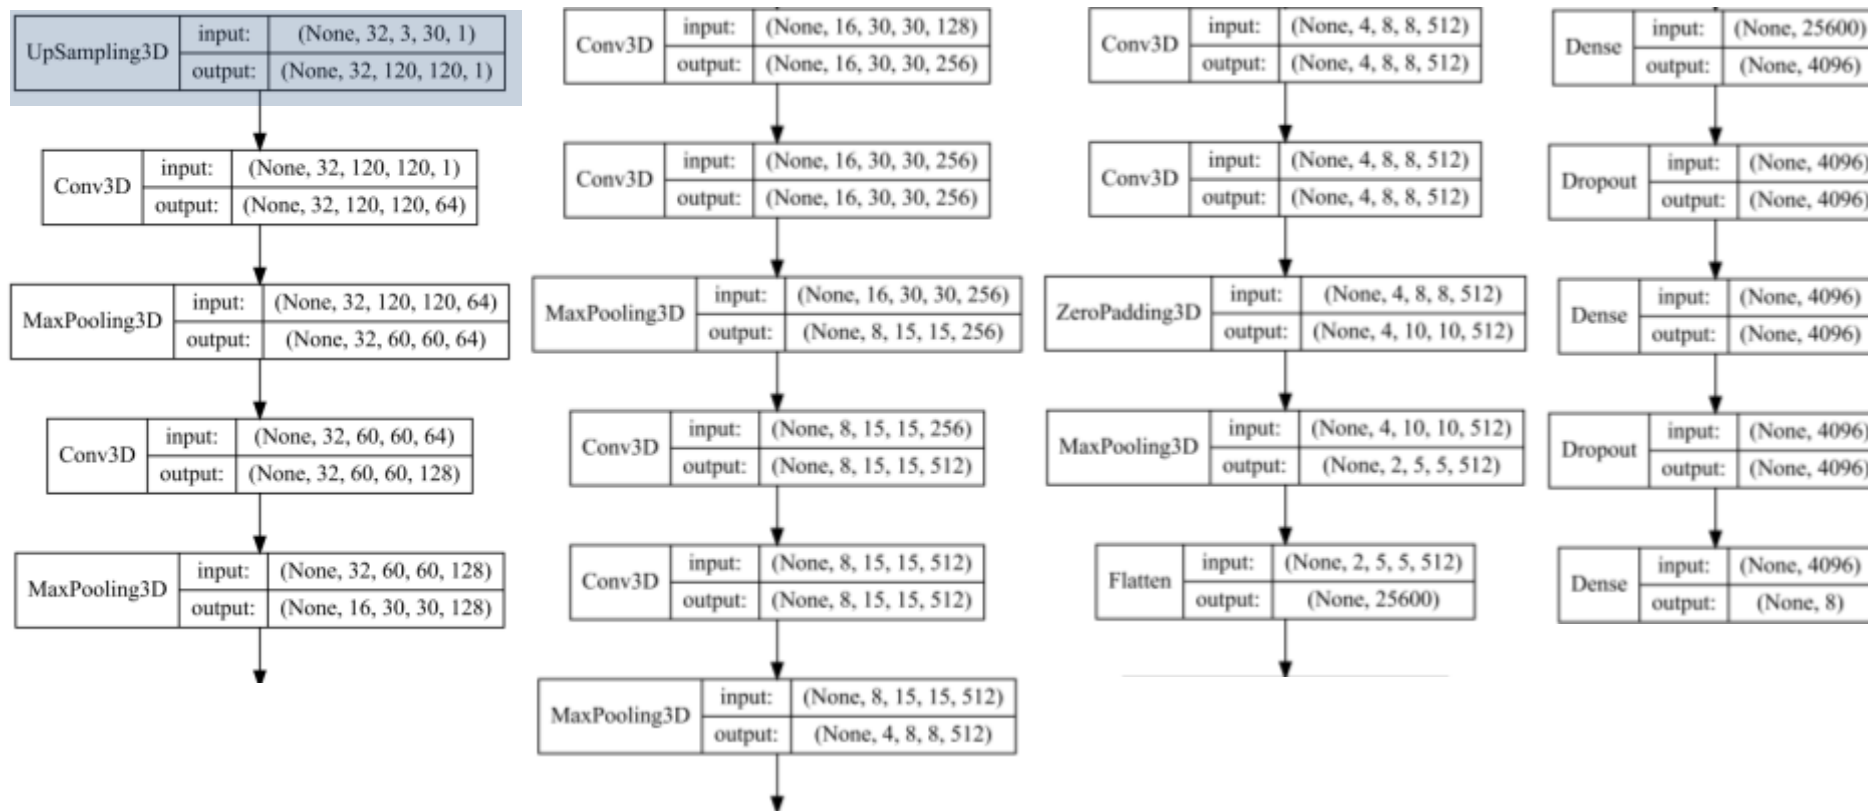 UpSampling3D
input: (None, 32, 3, 30, 1)
output: (None, 32, 120, 120, 1)
Conv3D
input: (None, 32, 120, 120, 1)
output: (None, 32, 120, 120, 64)
MaxPooling3D
input: (None, 32, 120, 120, 64)
output: (None, 32, 60, 60, 64)
Conv3D
input: (None, 32, 60, 60, 64)
output: (None, 32, 60, 60, 128)
MaxPooling3D
input: (None, 32, 60, 60, 128)
output: (None, 16, 30, 30, 128)
Conv3D
input: (None, 16, 30, 30, 128)
output: (None, 16, 30, 30, 256)
Conv3D
input: (None, 16, 30, 30, 256)
output: (None, 16, 30, 30, 256)
MaxPooling3D
input: (None, 16, 30, 30, 256)
output: (None, 8, 15, 15, 256)
Conv3D
input: (None, 8, 15, 15, 256)
output: (None, 8, 15, 15, 512)
Conv3D
input: (None, 8, 15, 15, 512)
output: (None, 8, 15, 15, 512)
MaxPooling3D
input: (None, 8, 15, 15, 512)
output: (None, 4, 8, 8, 512)
Conv3D
input: (None, 4, 8, 8, 512)
output: (None, 4, 8, 8, 512)
Conv3D
input: (None, 4, 8, 8, 512)
output: (None, 4, 8, 8, 512)
ZeroPadding3D
input: (None, 4, 8, 8, 512)
output: (None, 4, 10, 10, 512)
MaxPooling3D
input: (None, 4, 10, 10, 512)
output: (None, 2, 5, 5, 512)
Flatten
input: (None, 2, 5, 5, 512)
output: (None, 25600)
Dense
input: (None, 25600)
output: (None, 4096)
Dropout
input: (None, 4096)
output: (None, 4096)
Dense
input: (None, 4096)
output: (None, 4096)
Dropout
input: (None, 4096)
output: (None, 4096)
Dense
input: (None, 4096)
output: (None, 8)